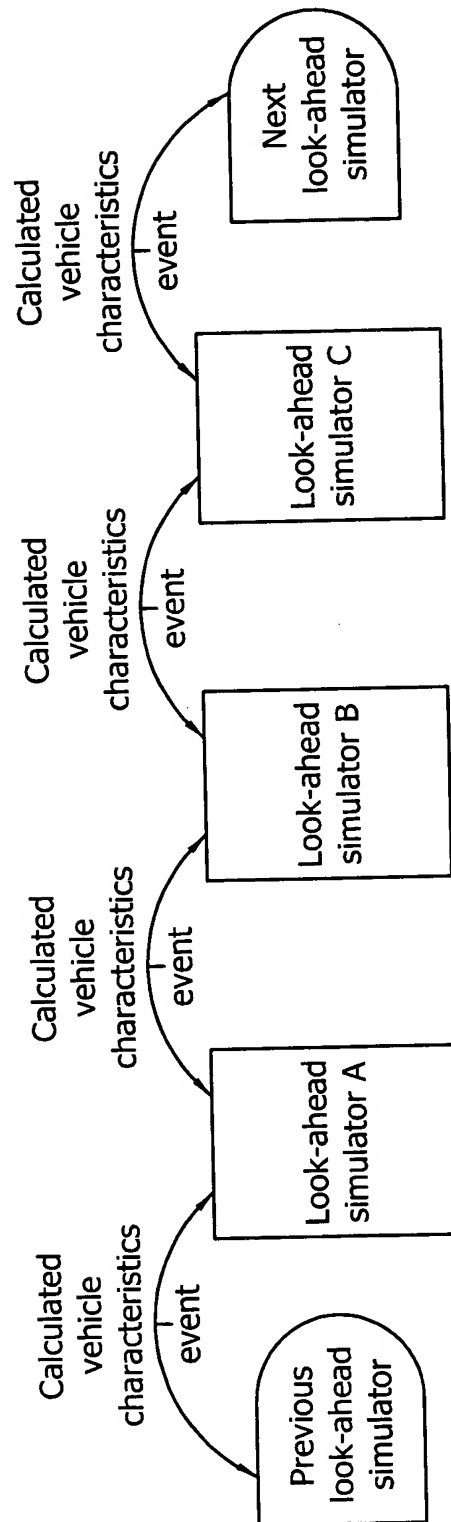 Calculated
vehicle
characteristics
event
Calculated
vehicle
characteristics
event
Calculated
vehicle
characteristics
event
Calculated
vehicle
characteristics
event
Previous
look-ahead
simulator
Look-ahead
simulator A
Look-ahead
simulator B
Look-ahead
simulator C
Next
look-ahead
simulator